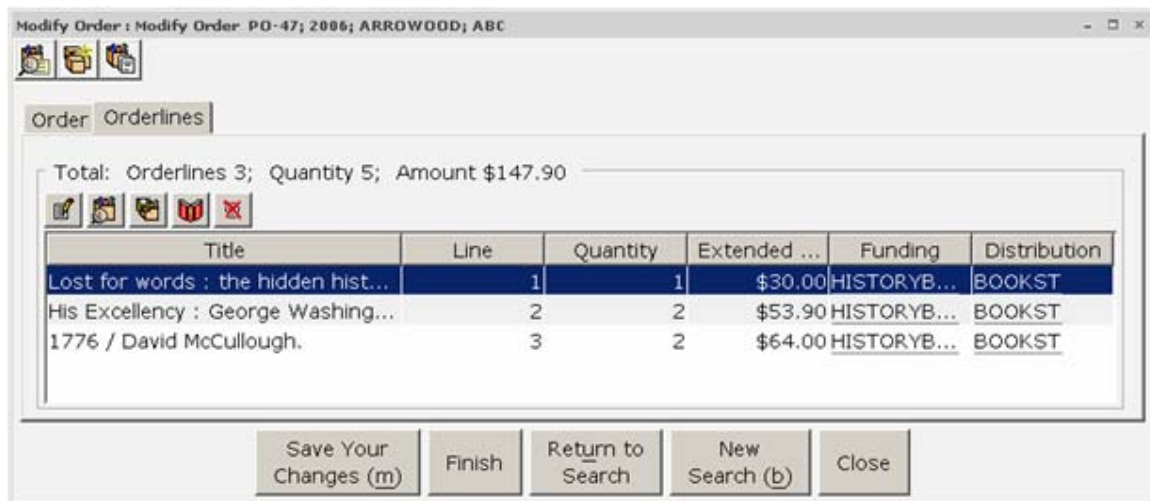 Modify Order : Modify Order PO-47; 2006; ARROWOOD; ABC
Order Orderlines
Total: Orderlines 3; Quantity 5; Amount $147.90
Title Line Quantity Extended ... Funding Distribution
Lost for words : the hidden hist... 1 1 $30.00 HISTORYB... BOOKST
His Excellency : George Washing... 2 2 $53.90 HISTORYB... BOOKST
1776 / David McCullough. 3 2 $64.00 HISTORYB... BOOKST
Save Your Changes (m) Finish Return to Search New Search (b) Close